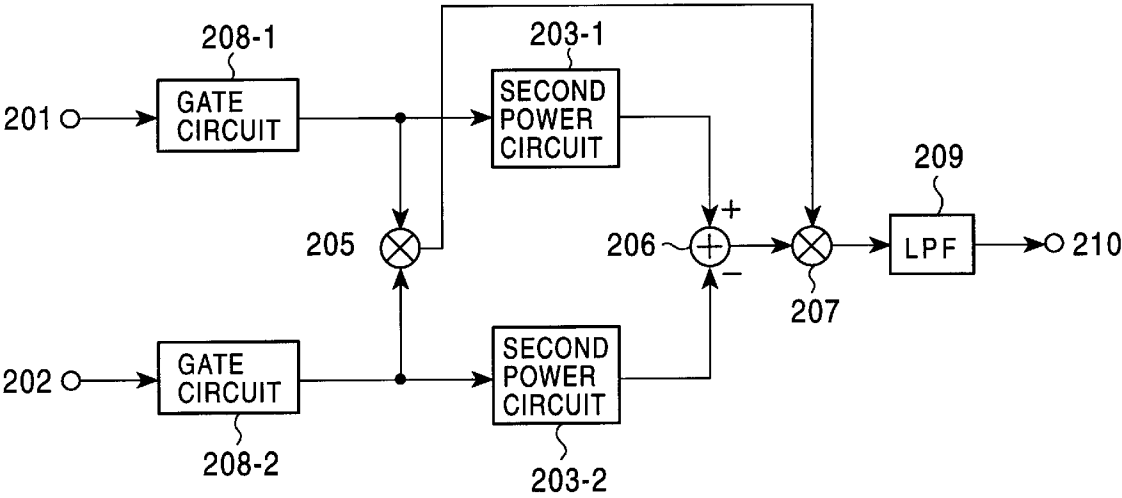 208-1
203-1
201
GATE
CIRCUIT
SECOND
POWER
CIRCUIT
209
205
206
+
+
−
LPF
210
207
202
GATE
CIRCUIT
SECOND
POWER
CIRCUIT
208-2
203-2